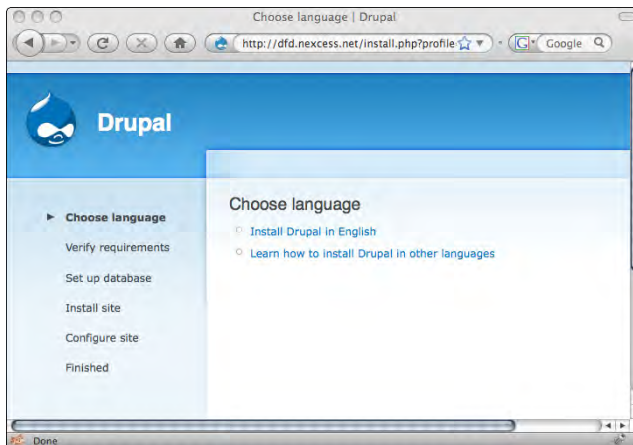 Choose language | Drupal
http://dfd.nexcess.net/install.php?profile
G
Google
Drupal
Choose language
Verify requirements
Set up database
Install site
Configure site
Finished
Choose language
Install Drupal in English
Learn how to install Drupal in other languages
Done